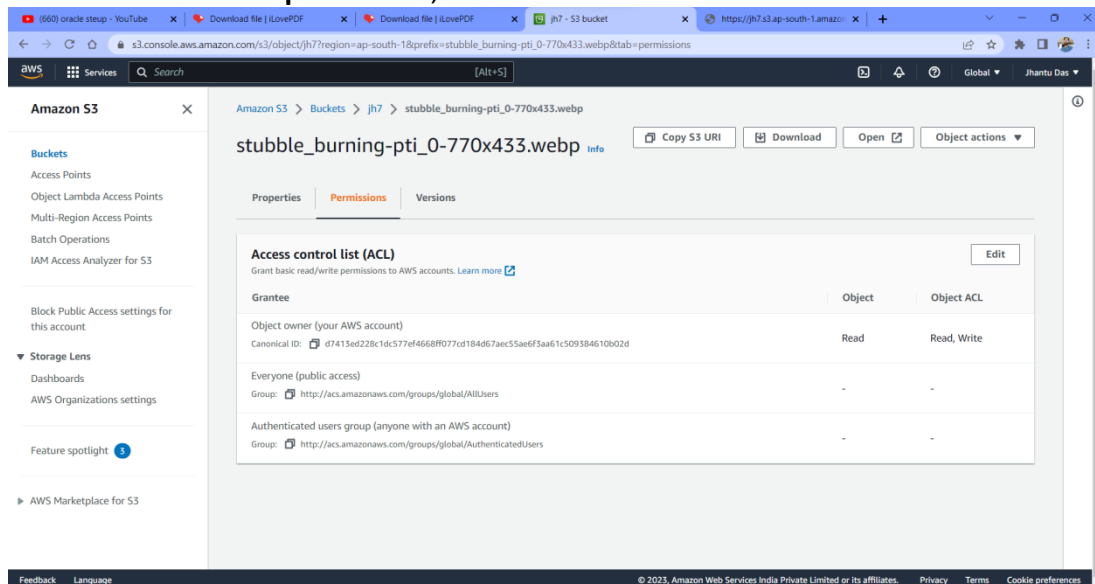 (660) oracle steup - YouTube
Download file | iLovePDF
Download file | iLovePDF
jh7 - S3 bucket
https://jh7.s3.ap-south-1.amazon
s3.console.aws.amazon.com/s3/object/jh7?region=ap-south-1&prefix=stubble_burning-pti_0-770x433.webp&tab=permissions
aws
Services
Search
[Alt+S]
Global
Jhantu Das
Amazon S3
Buckets
Access Points
Object Lambda Access Points
Multi-Region Access Points
Batch Operations
IAM Access Analyzer for S3
Block Public Access settings for
this account
Storage Lens
Dashboards
AWS Organizations settings
Feature spotlight 3
AWS Marketplace for S3
Amazon S3 > Buckets > jh7 > stubble_burning-pti_0-770x433.webp
stubble_burning-pti_0-770x433.webp Info
Copy S3 URI
Download
Open
Object actions
Properties
Permissions
Versions
Access control list (ACL)
Grant basic read/write permissions to AWS accounts. Learn more
Edit
Grantee Object Object ACL
Object owner (your AWS account)
Canonical ID: d7413ed228c1dc577ef4668ff077cd184d67aec55ae6f3aa61c509384610b02d
Read Read, Write
Everyone (public access)
Group: http://acs.amazonaws.com/groups/global/AllUsers
- -
Authenticated users group (anyone with an AWS account)
Group: http://acs.amazonaws.com/groups/global/AuthenticatedUsers
- -
Feedback Language © 2023, Amazon Web Services India Private Limited or its affiliates. Privacy Terms Cookie preferences